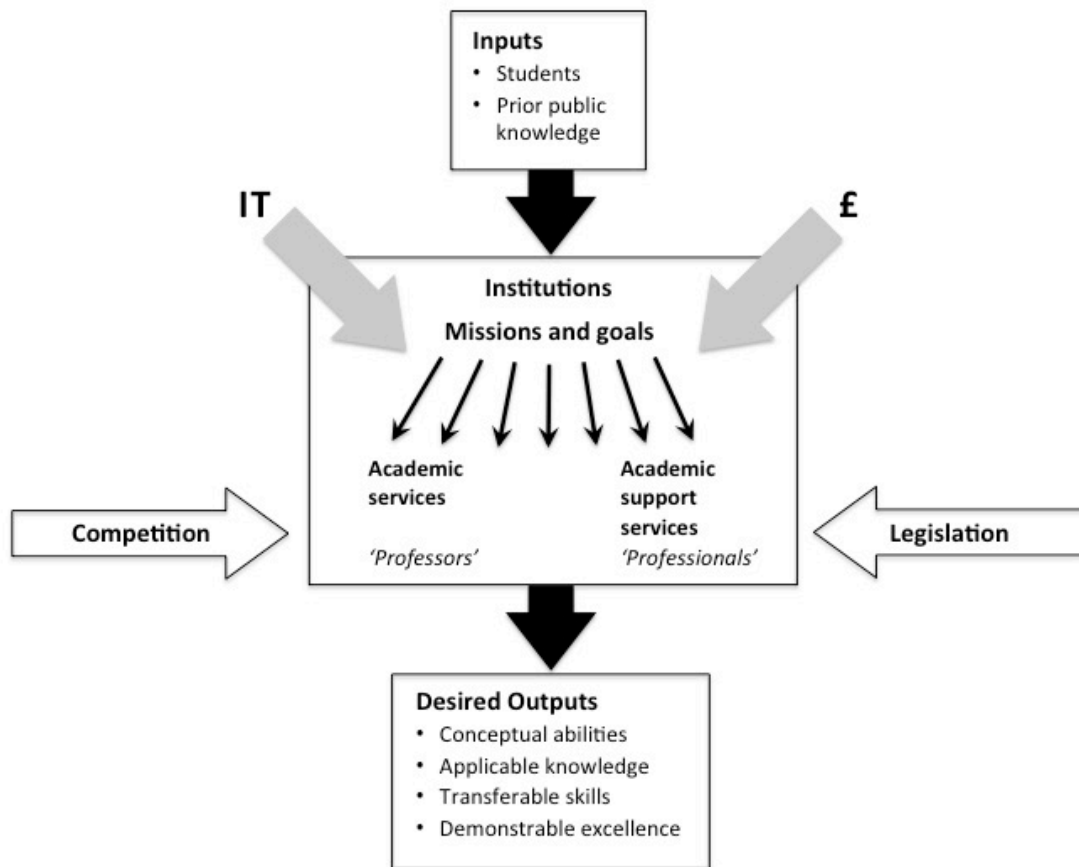 Inputs
• Students
• Prior public
knowledge
IT
£
Institutions
Missions and goals
Academic
services
'Professors'
Academic
support
services
'Professionals'
Competition
Legislation
Desired Outputs
• Conceptual abilities
• Applicable knowledge
• Transferable skills
• Demonstrable excellence